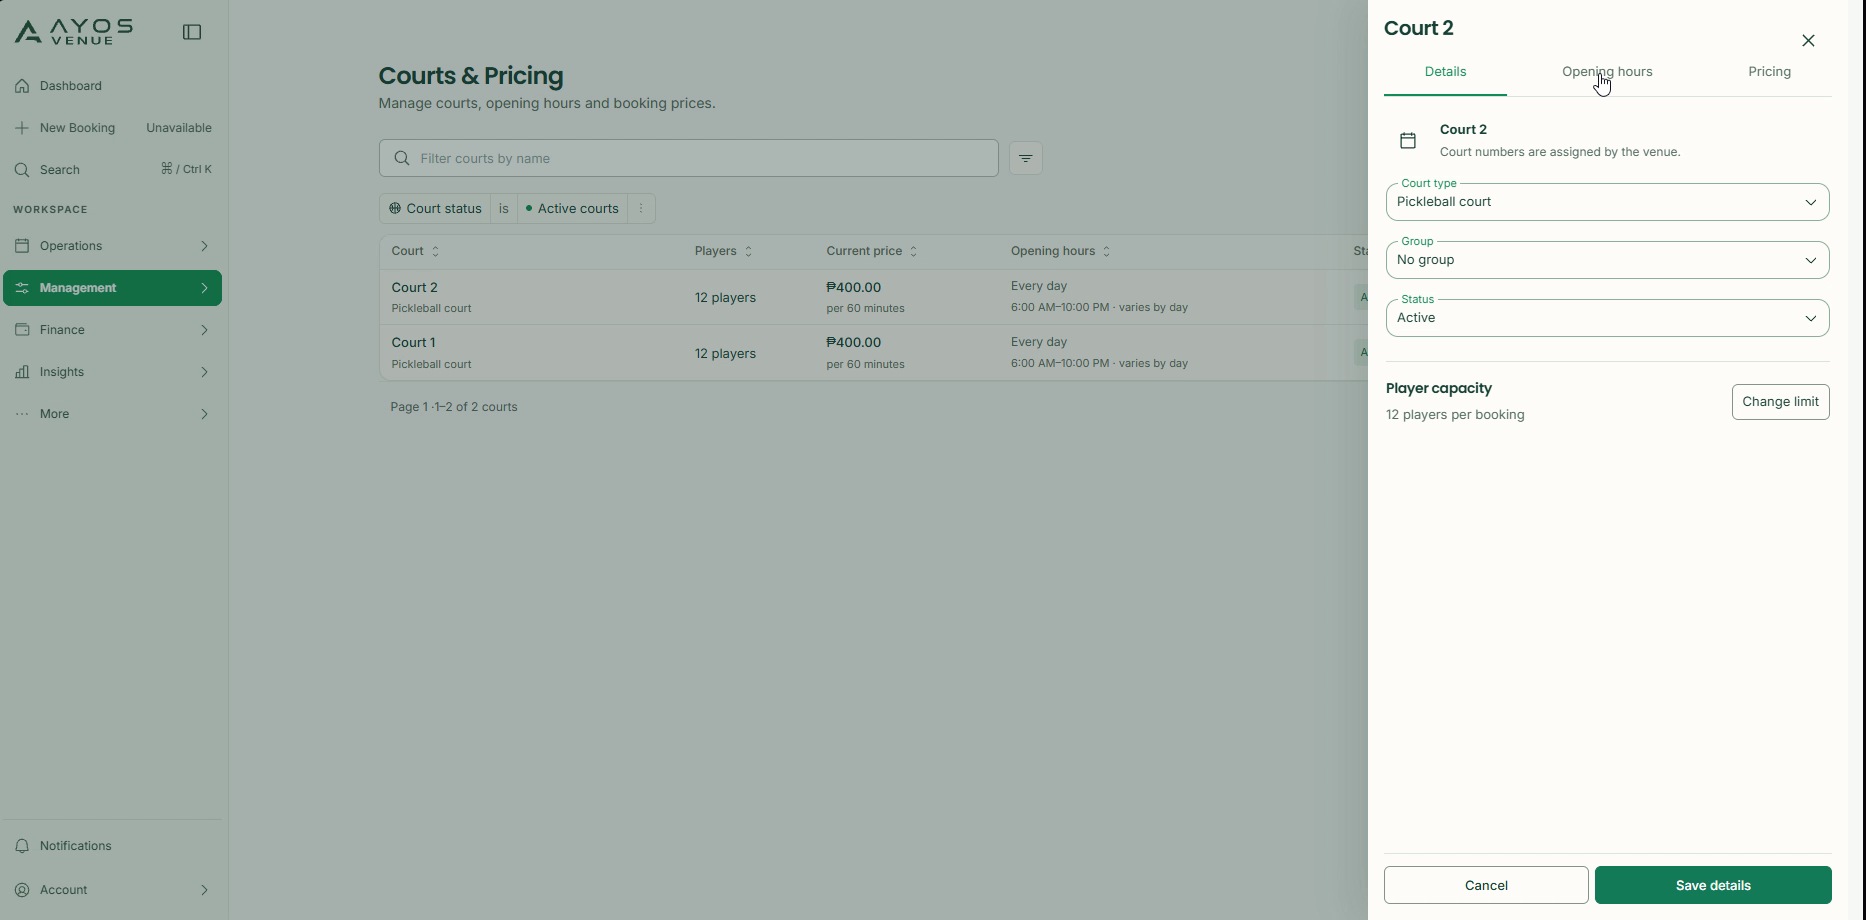 AYOS
VENUE
Dashboard
New Booking Unavailable
Search ⌘ / Ctrl K
WORKSPACE
Operations
Management
Finance
Insights
More
Notifications
Account
Courts & Pricing
Manage courts, opening hours and booking prices.
Filter courts by name
Court status is Active courts
Court Players Current price Opening hours
Court 2
Pickleball court
12 players
₱400.00
per 60 minutes
Every day
6:00 AM–10:00 PM · varies by day
Court 1
Pickleball court
12 players
₱400.00
per 60 minutes
Every day
6:00 AM–10:00 PM · varies by day
Page 1 ·1–2 of 2 courts
Court 2
Details Opening hours Pricing
Court 2
Court numbers are assigned by the venue.
Court type
Pickleball court
Group
No group
Status
Active
Player capacity
12 players per booking
Change limit
Cancel Save details